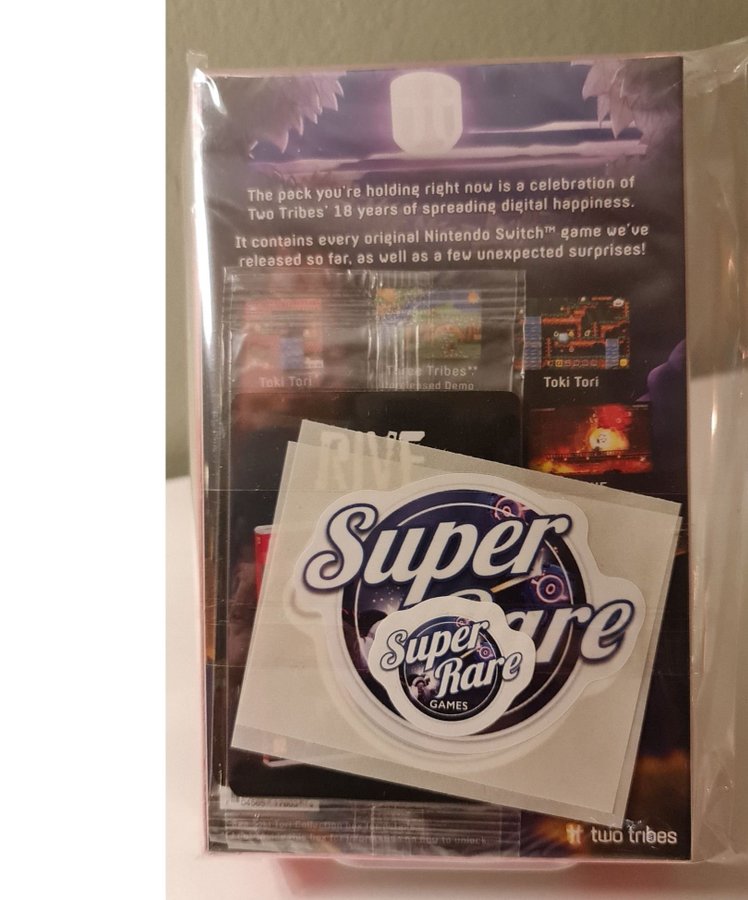 The pack you're holding right now is a celebration of
Two Tribes' 18 years of spreading digital happiness.
It contains every original Nintendo Switch™ game we've
released so far, as well as a few unexpected surprises!
Toki Tori
Three Tribes**
Unreleased Demo
Toki Tori
RIVE
Super
Rare
Super
Rare
GAMES
two tribes